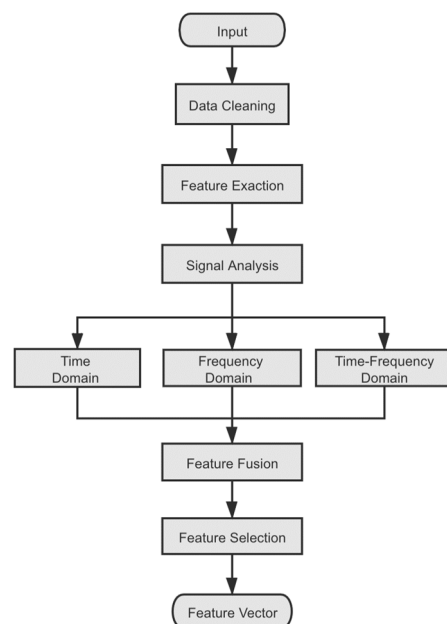 Input
Data Cleaning
Feature Exaction
Signal Analysis
Time
Domain
Frequency
Domain
Time-Frequency
Domain
Feature Fusion
Feature Selection
Feature Vector